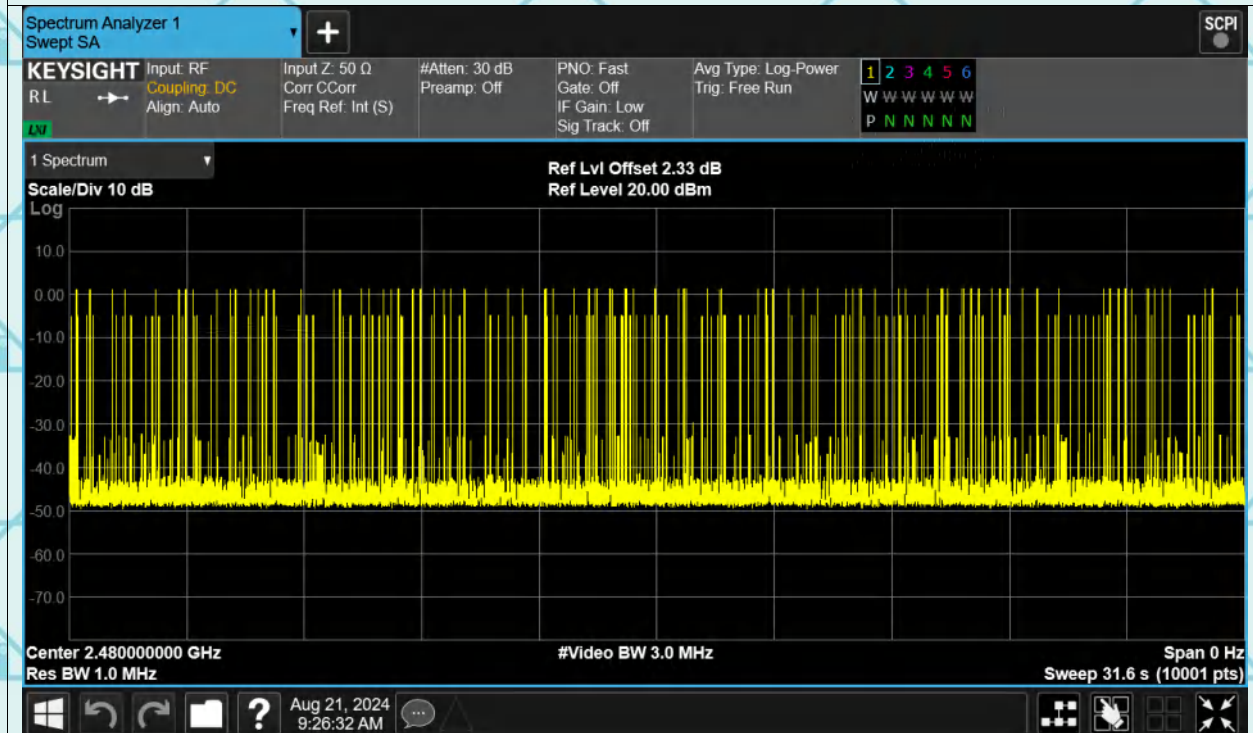 Spectrum Analyzer 1
Swept SA
+
SCPI
KEYSIGHT
RL
LXI
Input: RF
Coupling: DC
Align: Auto
Input Z: 50 Ω
Corr CCorr
Freq Ref: Int (S)
#Atten: 30 dB
Preamp: Off
PNO: Fast
Gate: Off
IF Gain: Low
Sig Track: Off
Avg Type: Log-Power
Trig: Free Run
1 2 3 4 5 6
W W W W W W
P N N N N N
1 Spectrum
Scale/Div 10 dB
Ref Lvl Offset 2.33 dB
Ref Level 20.00 dBm
Log
10.0
0.00
-10.0
-20.0
-30.0
-40.0
-50.0
-60.0
-70.0
Center 2.480000000 GHz
#Video BW 3.0 MHz
Span 0 Hz
Res BW 1.0 MHz
Sweep 31.6 s (10001 pts)
?
Aug 21, 2024
9:26:32 AM